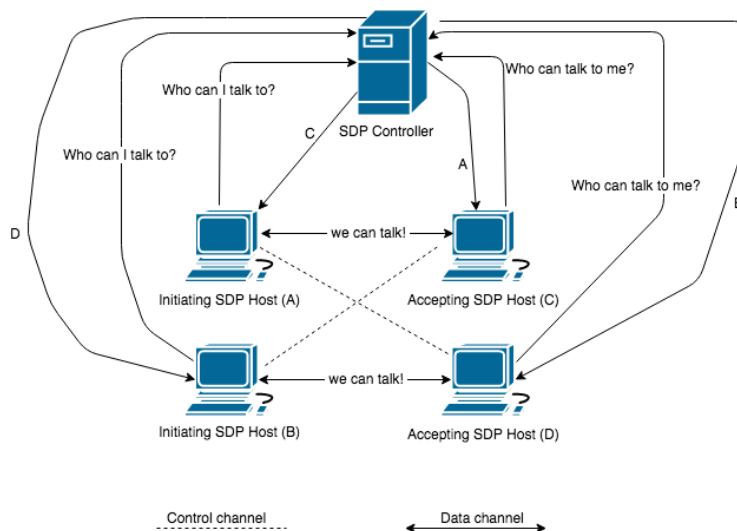 Who can I talk to?
Who can talk to me?
SDP Controller
C
Who can I talk to?
A
Who can talk to me?
D
we can talk!
Initiating SDP Host (A)
Accepting SDP Host (C)
we can talk!
Initiating SDP Host (B)
Accepting SDP Host (D)
Control channel
Data channel